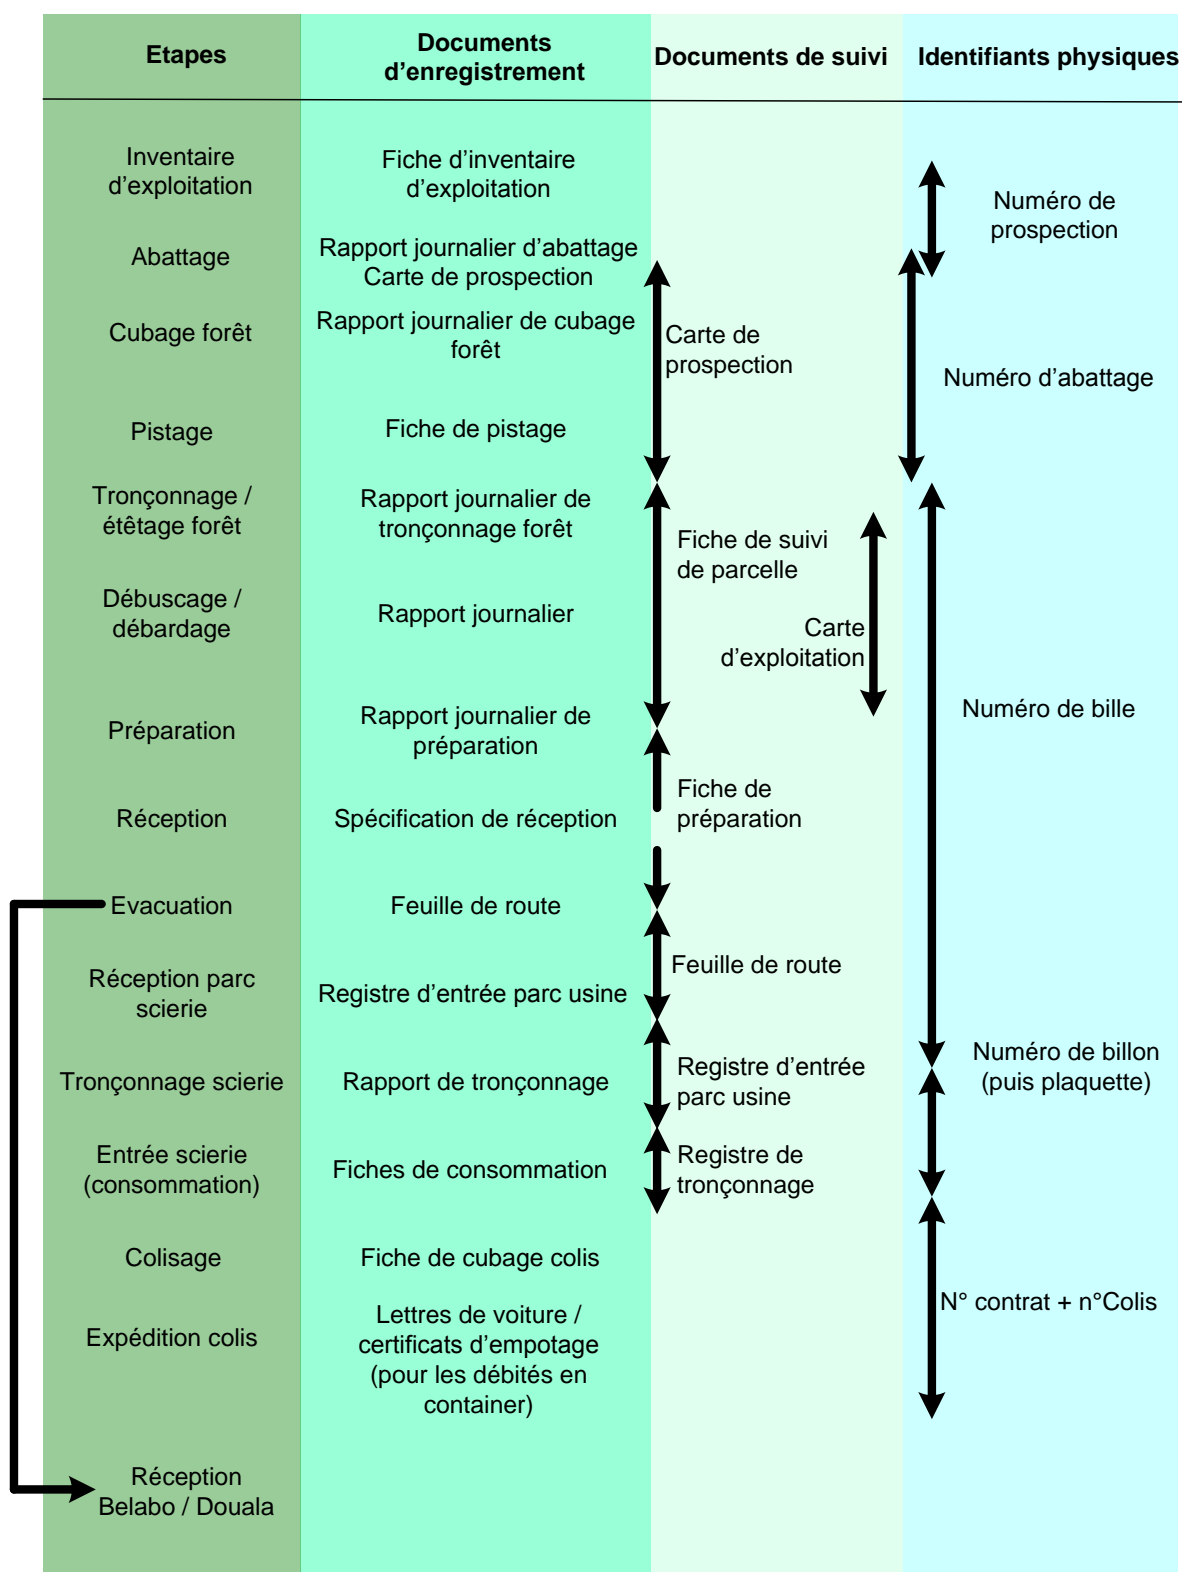 Etapes
Documents
d’enregistrement
Documents de suivi
Identifiants physiques
Inventaire
d’exploitation
Fiche d’inventaire
d’exploitation
Numéro de
prospection
Abattage
Rapport journalier d’abattage
Carte de prospection
Cubage forêt
Rapport journalier de cubage
forêt
Carte de
prospection
Numéro d’abattage
Pistage
Fiche de pistage
Tronçonnage /
étêtage forêt
Rapport journalier de
tronçonnage forêt
Fiche de suivi
de parcelle
Débuscage /
débardage
Rapport journalier
Carte
d’exploitation
Préparation
Rapport journalier de
préparation
Numéro de bille
Réception
Spécification de réception
Fiche de
préparation
Evacuation
Feuille de route
Feuille de route
Réception parc
scierie
Registre d’entrée parc usine
Tronçonnage scierie
Rapport de tronçonnage
Registre d’entrée
parc usine
Numéro de billon
(puis plaquette)
Entrée scierie
(consommation)
Fiches de consommation
Registre de
tronçonnage
Colisage
Fiche de cubage colis
N° contrat + n°Colis
Expédition colis
Lettres de voiture /
certificats d’empotage
(pour les débités en
container)
Réception
Belabo / Douala